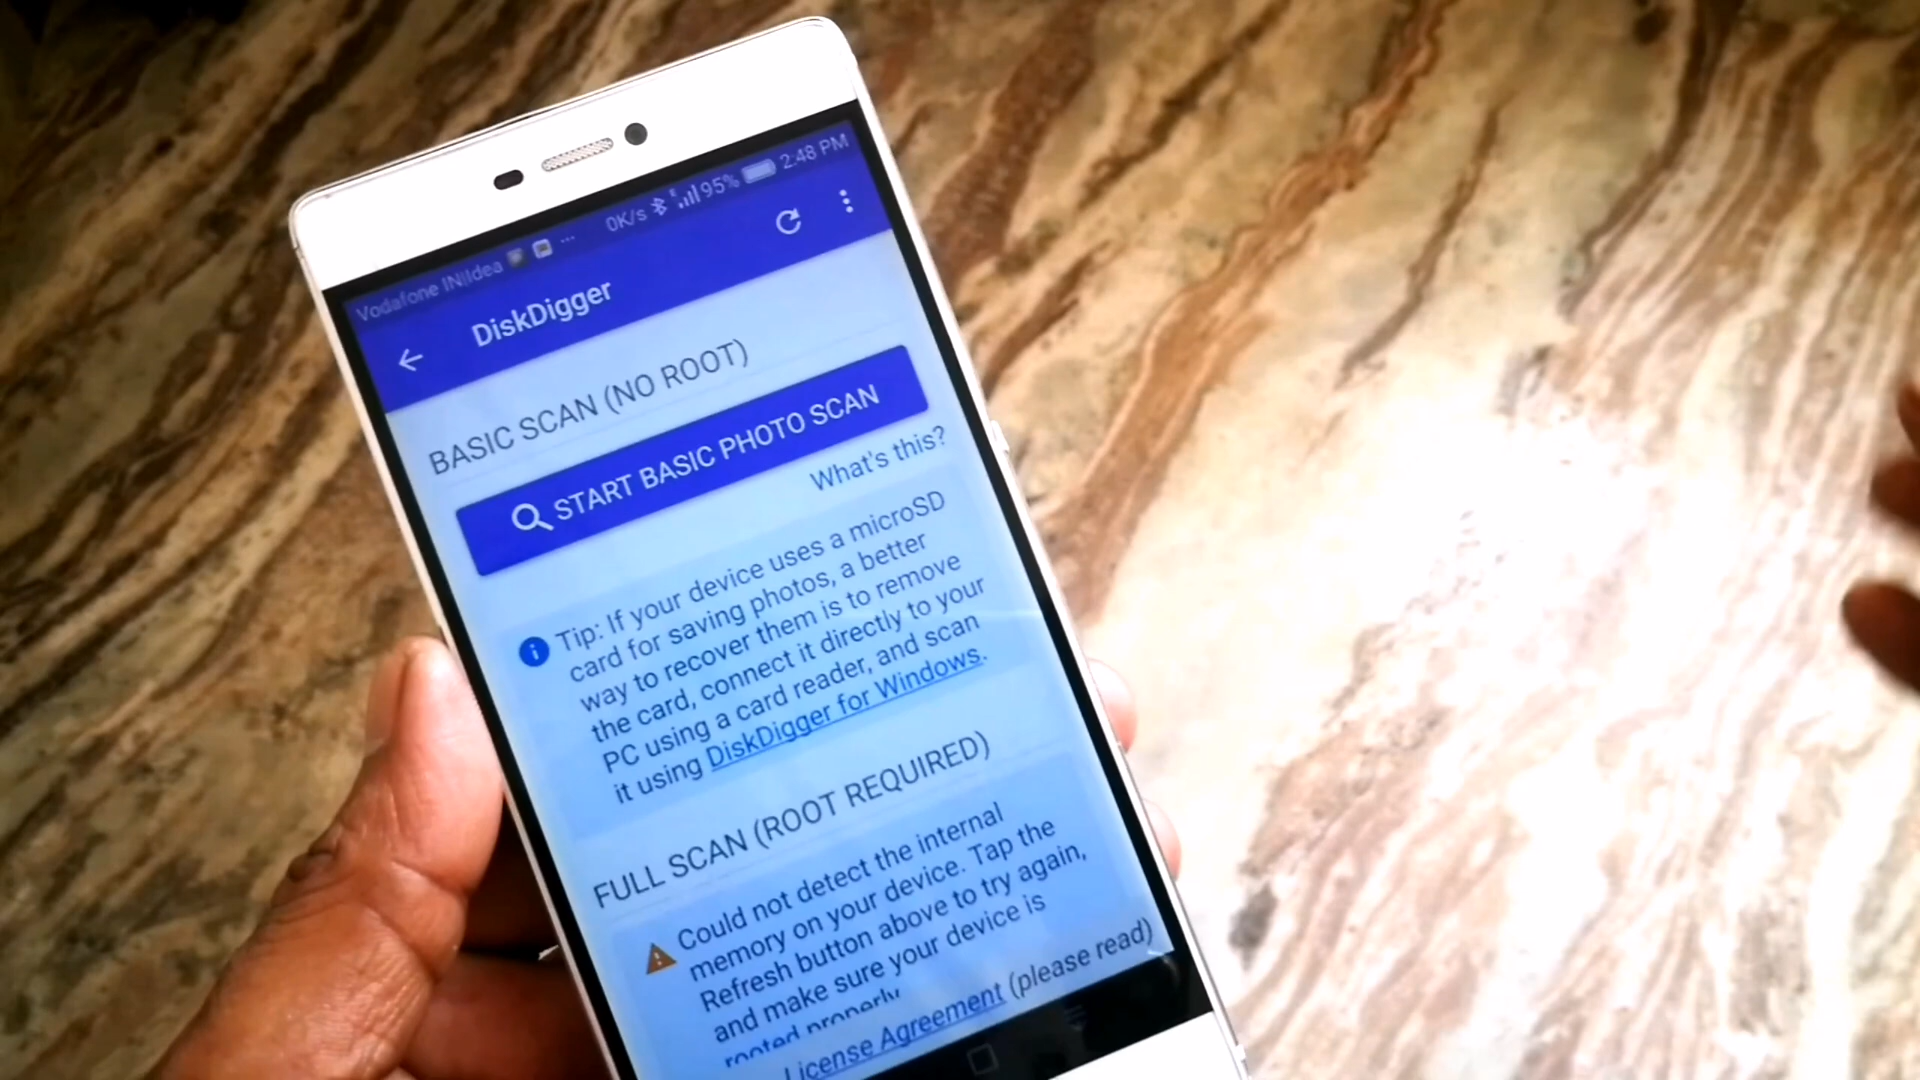 Vodafone IN|Idea ... 0K/s 95% 2:48 PM
DiskDigger
BASIC SCAN (NO ROOT)
START BASIC PHOTO SCAN
What's this?
Tip: If your device uses a microSD
card for saving photos, a better
way to recover them is to remove
the card, connect it directly to your
PC using a card reader, and scan
it using DiskDigger for Windows.
FULL SCAN (ROOT REQUIRED)
Could not detect the internal
memory on your device. Tap the
Refresh button above to try again,
and make sure your device is
rooted properly
License Agreement (please read)